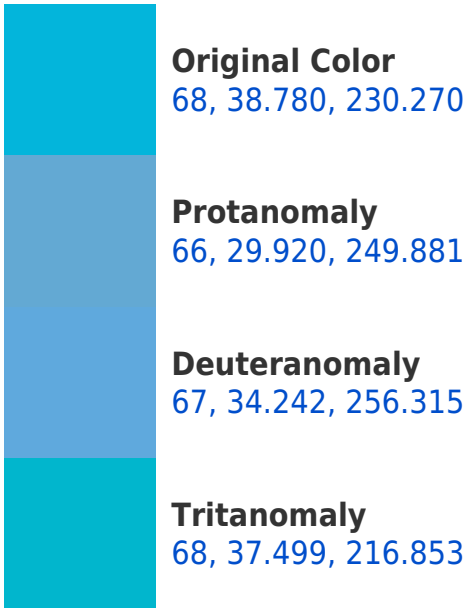 Original Color
68, 38.780, 230.270
Protanomaly
66, 29.920, 249.881
Deuteranomaly
67, 34.242, 256.315
Tritanomaly
68, 37.499, 216.853